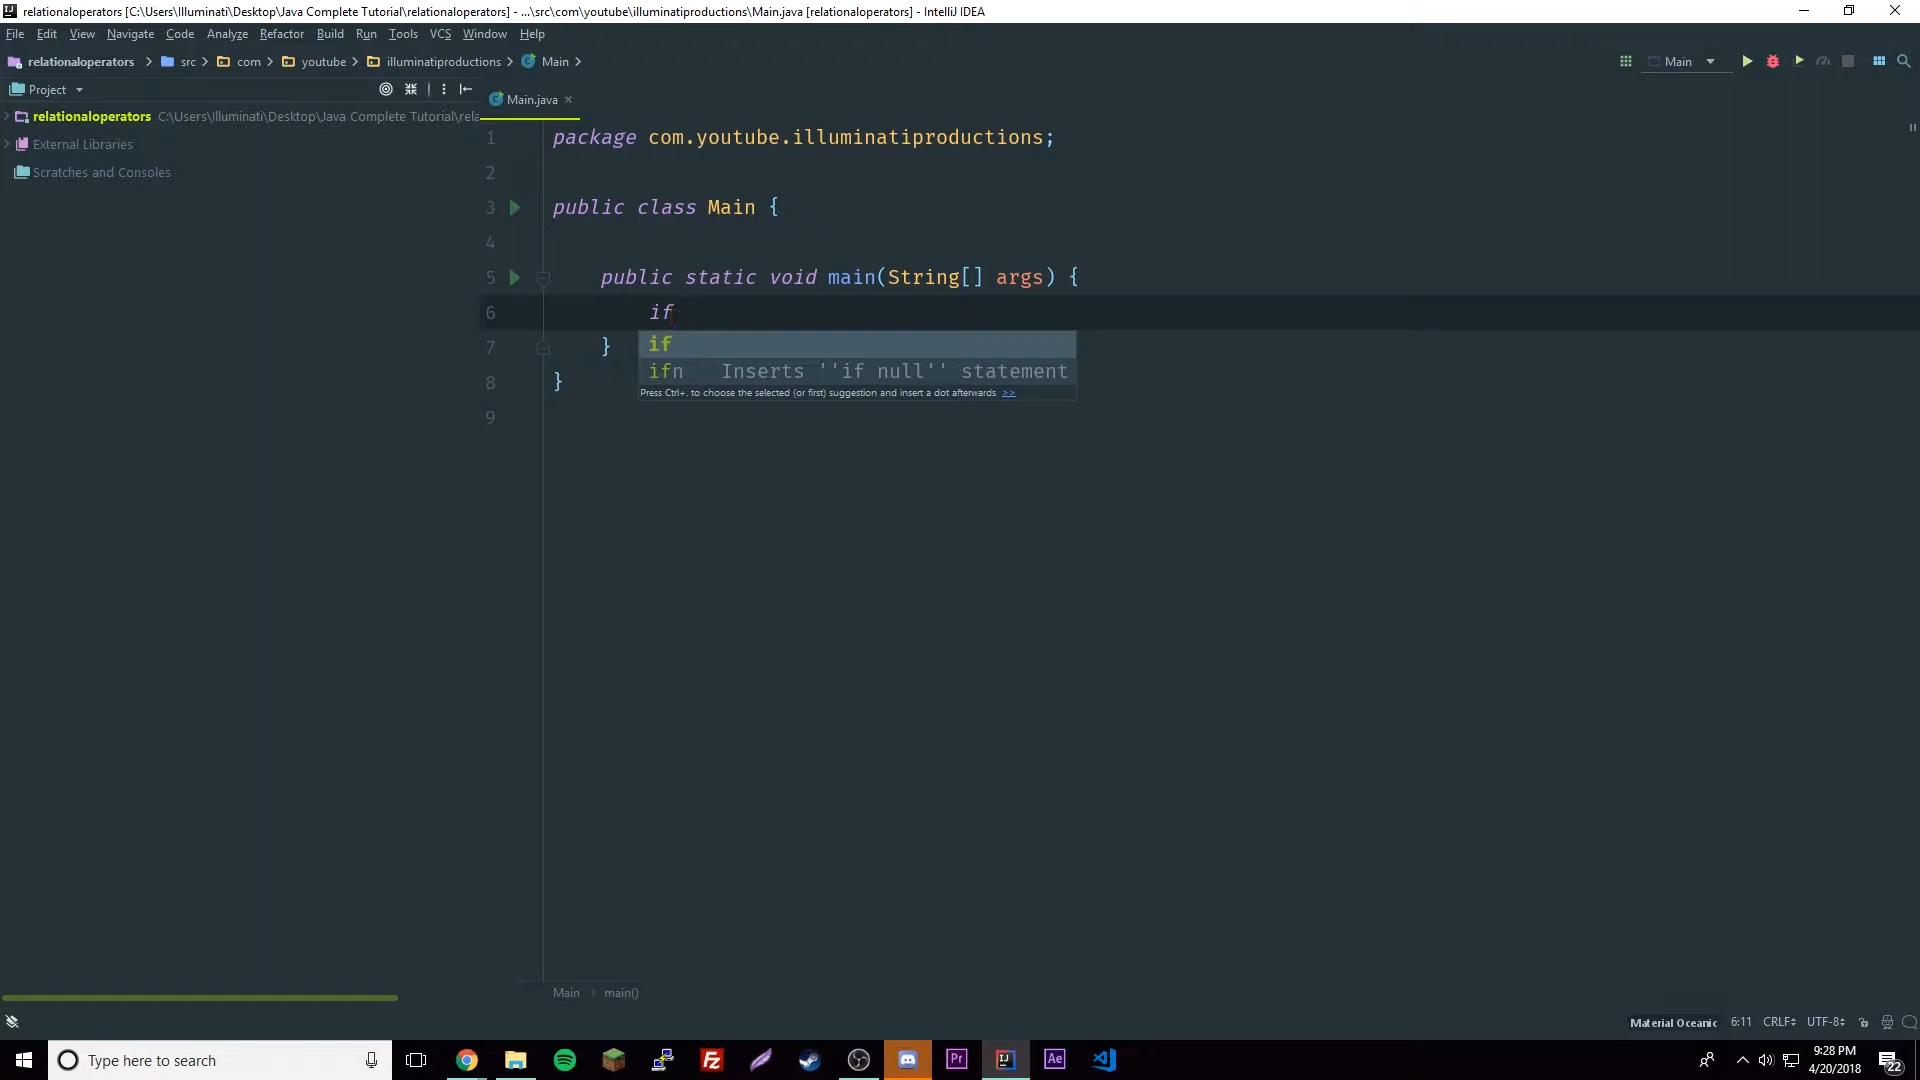 relationaloperators [C:\Users\Illuminati\Desktop\Java Complete Tutorial\relationaloperators] - ...\src\com\youtube\illuminatiproductions\Main.java [relationaloperators] - IntelliJ IDEA
File Edit View Navigate Code Analyze Refactor Build Run Tools VCS Window Help
relationaloperators src com youtube illuminatiproductions Main
Main
Project
Main.java
relationaloperators C:\Users\Illuminati\Desktop\Java Complete Tutorial\rela
External Libraries
Scratches and Consoles
1 package com.youtube.illuminatiproductions;
2
3 public class Main {
4
5 public static void main(String[] args) {
6 if
7 }
8 }
9
if
ifn Inserts ''if null'' statement
Press Ctrl+. to choose the selected (or first) suggestion and insert a dot afterwards >>
Main main()
Material Oceanic 6:11 CRLF UTF-8
Type here to search
9:28 PM
4/20/2018
22
Fz
Pr
IJ
Ae